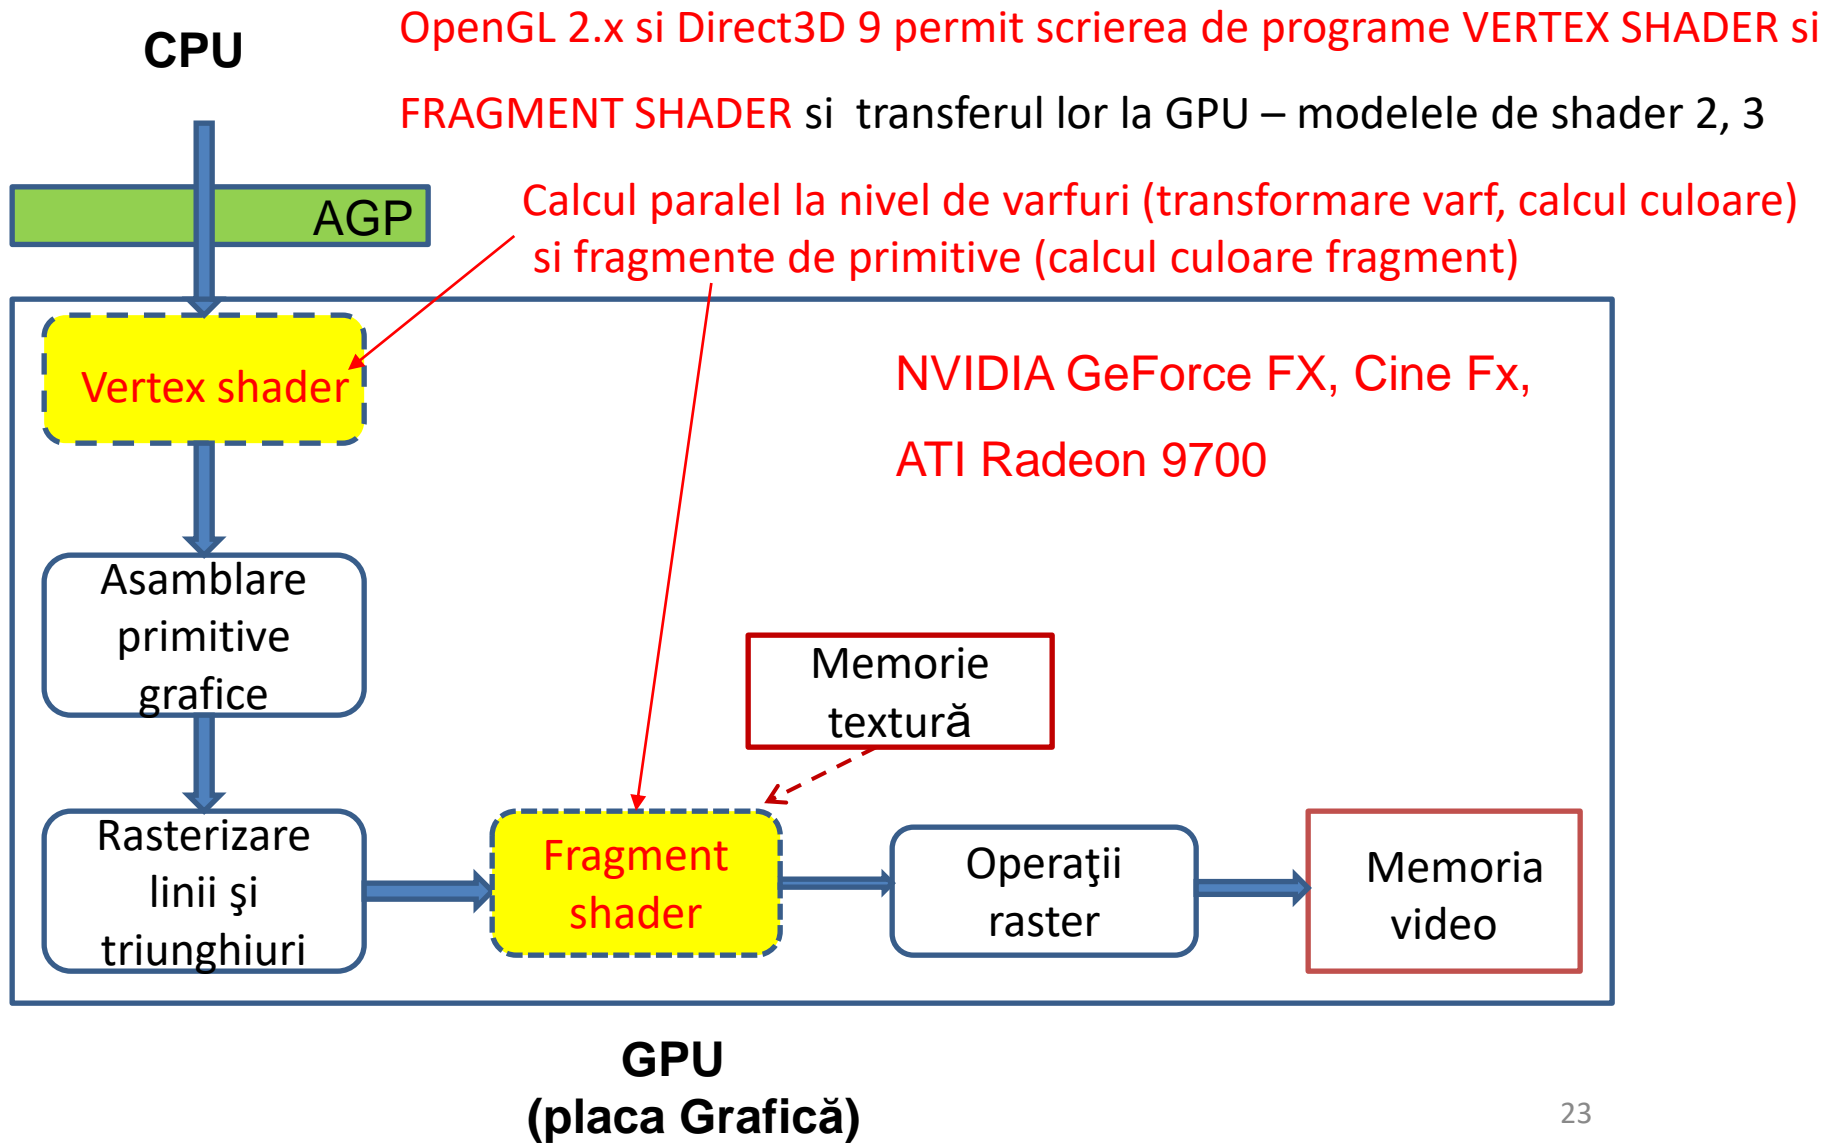 CPU
OpenGL 2.x si Direct3D 9 permit scrierea de programe VERTEX SHADER si
FRAGMENT SHADER si transferul lor la GPU – modelele de shader 2, 3
AGP
Calcul paralel la nivel de varfuri (transformare varf, calcul culoare)
si fragmente de primitive (calcul culoare fragment)
Vertex shader
NVIDIA GeForce FX, Cine Fx,
ATI Radeon 9700
Asamblare
primitive
grafice
Memorie
textură
Rasterizare
linii şi
triunghiuri
Fragment
shader
Operaţii
raster
Memoria
video
GPU
(placa Grafică)
23